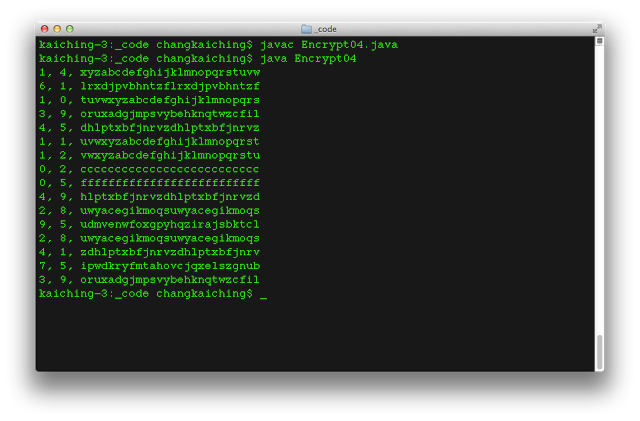 _code
kaiching-3:_code changkaiching$ javac Encrypt04.java
kaiching-3:_code changkaiching$ java Encrypt04
1, 4, xyzabcdefghijklmnopqrstuvw
6, 1, lrxdjpvbhntzflrxdjpvbhntzf
1, 0, tuvwxyzabcdefghijklmnopqrs
3, 9, oruxadgjmpsvybehknqtwzcfil
4, 5, dhlptxbfjnrvzdhlptxbfjnrvz
1, 1, uvwxyzabcdefghijklmnopqrst
1, 2, vwxyzabcdefghijklmnopqrstu
0, 2, cccccccccccccccccccccccccc
0, 5, ffffffffffffffffffffffffff
4, 9, hlptxbfjnrvzdhlptxbfjnrvzd
2, 8, uwyacegikmoqsuwyacegikmoqs
9, 5, udmvenwfoxgpyhqzirajsbktcl
2, 8, uwyacegikmoqsuwyacegikmoqs
4, 1, zdhlptxbfjnrvzdhlptxbfjnrv
7, 5, ipwdkryfmtahovcjqxelszgnub
3, 9, oruxadgjmpsvybehknqtwzcfil
kaiching-3:_code changkaiching$ _